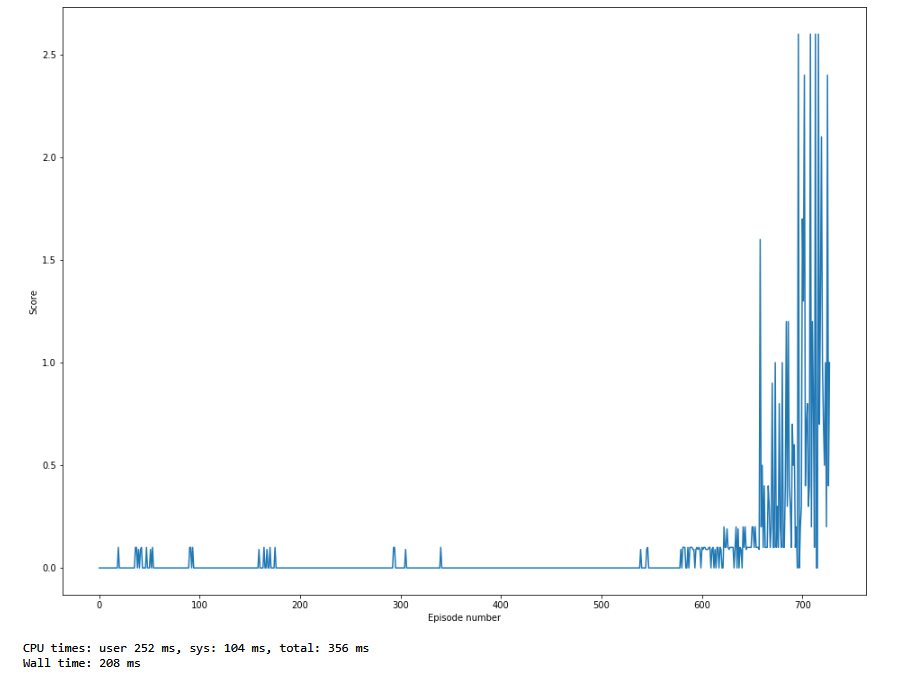 2.5
2.0
1.5
1.0
0.5
0.0
Score
0 100 200 300 400 500 600 700
Episode number
CPU times: user 252 ms, sys: 104 ms, total: 356 ms
Wall time: 208 ms